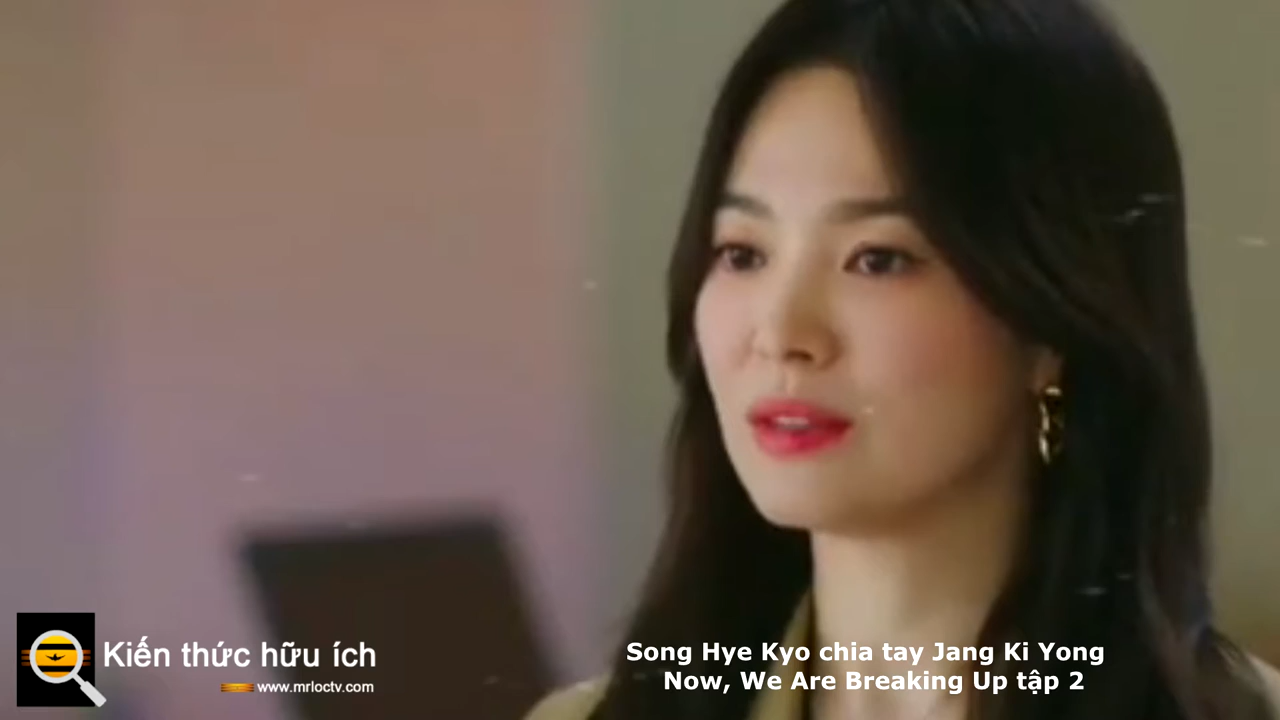 Kiến thức hữu ích
www.mrloctv.com
Song Hye Kyo chia tay Jang Ki Yong
Now, We Are Breaking Up tập 2